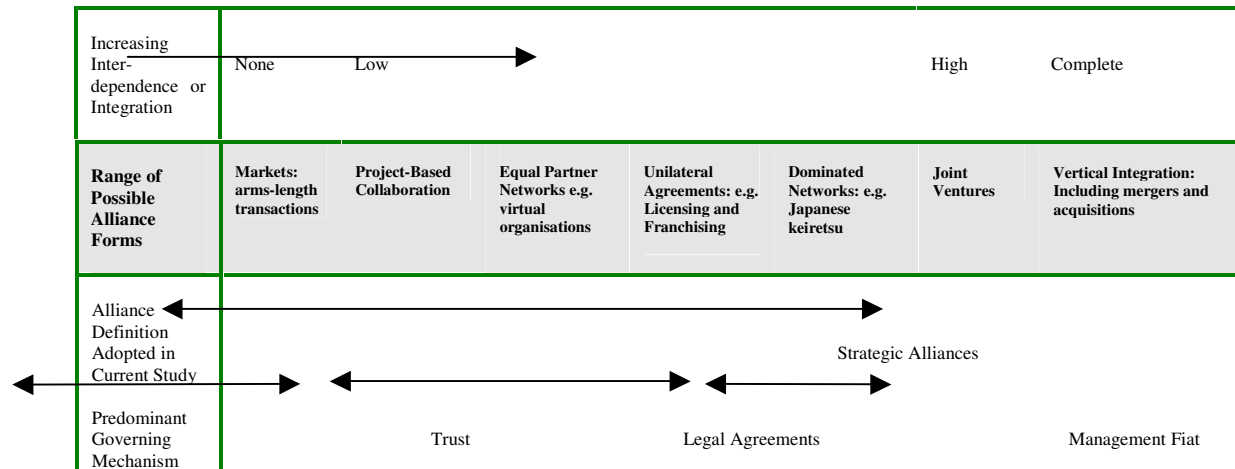 Increasing
Inter-
dependence or
Integration
None
Low
High
Complete
Range of
Possible
Alliance
Forms
Markets:
arms-length
transactions
Project-Based
Collaboration
Equal Partner
Networks e.g.
virtual
organisations
Unilateral
Agreements: e.g.
Licensing and
Franchising
Dominated
Networks: e.g.
Japanese
keiretsu
Joint
Ventures
Vertical Integration:
Including mergers and
acquisitions
Alliance
Definition
Adopted in
Current Study
Strategic Alliances
Predominant
Governing
Mechanism
Trust
Legal Agreements
Management Fiat